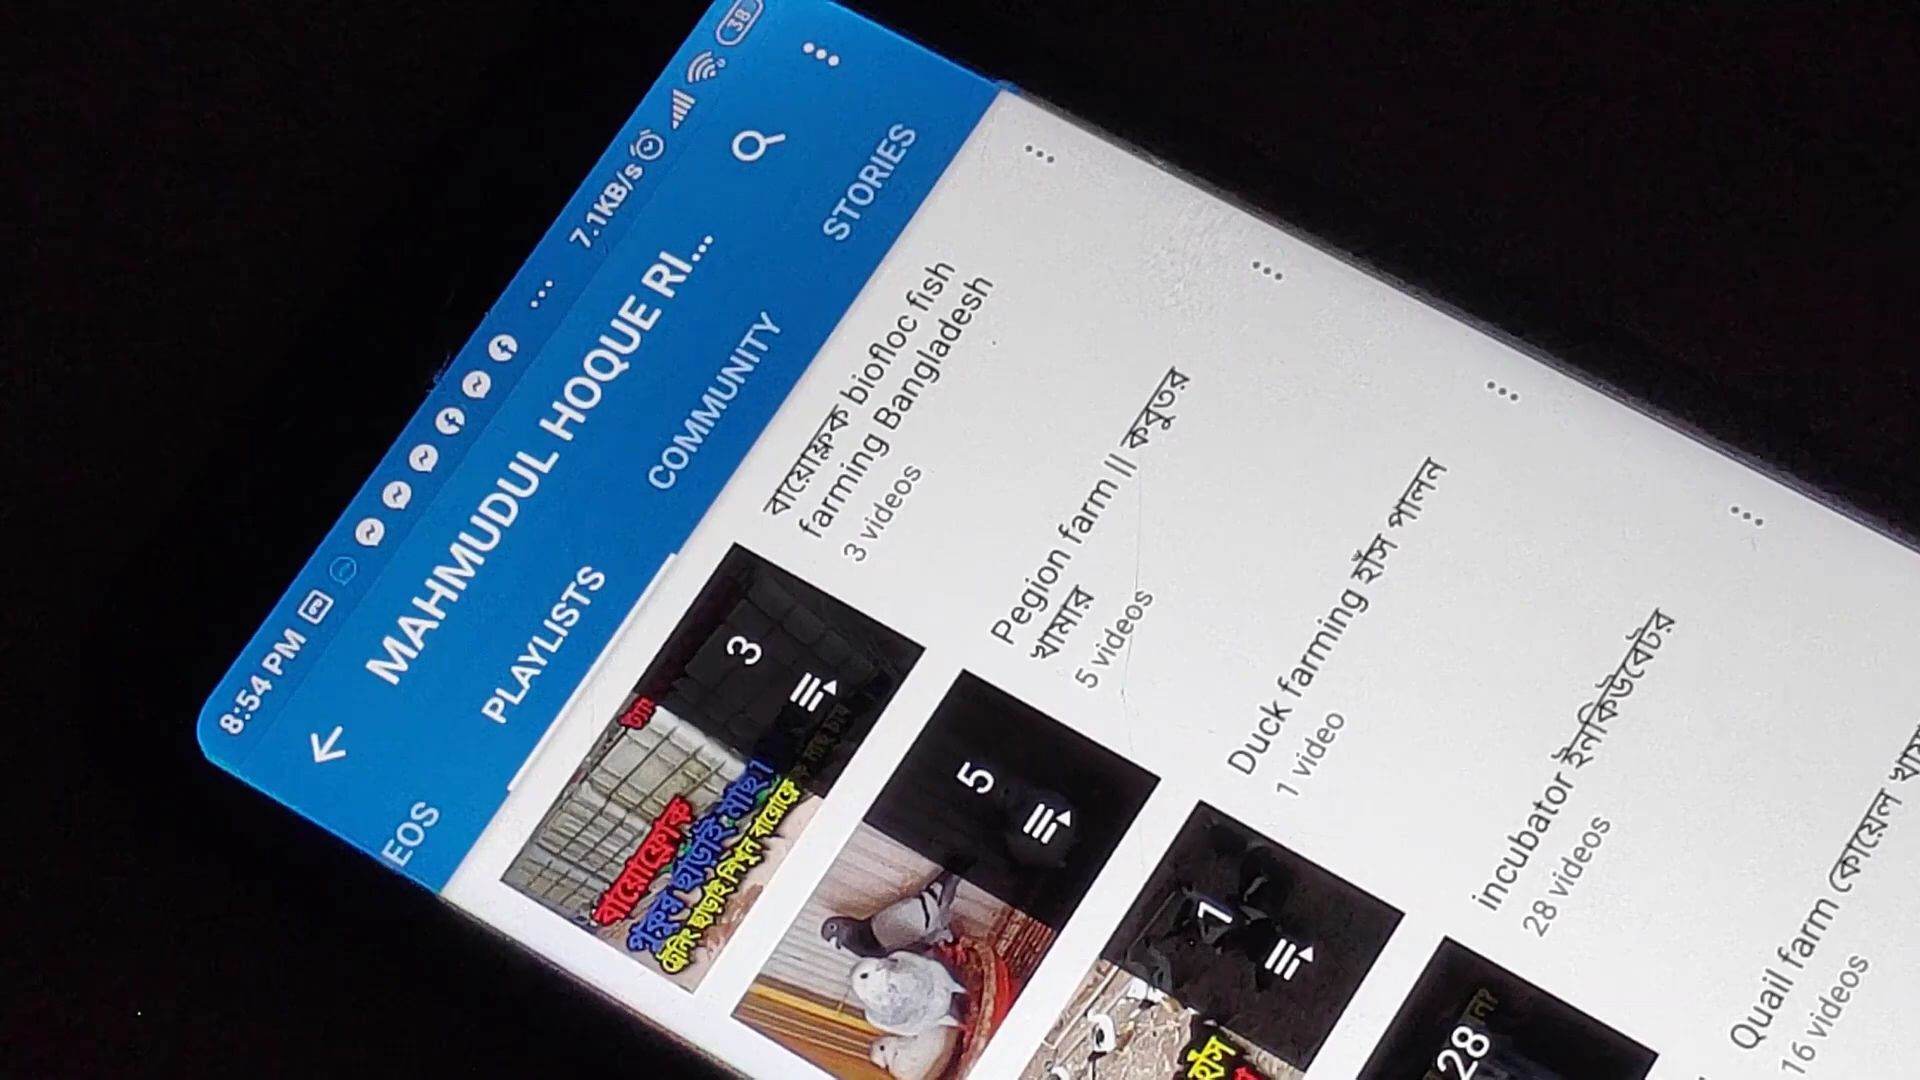 8:54 PM
7.1KB/s
38
MAHMUDUL HOQUE RI...
EOS
PLAYLISTS
COMMUNITY
STORIES
3
বায়োফ্লক
বায়োফ্লক biofloc fish
farming Bangladesh
3 videos
5
Pegion farm || কবুতর
খামার
5 videos
1
হাঁস
Duck farming হাঁস পালন
1 video
28
incubator ইনকিউবেটর
28 videos
Quail farm কোয়েল
16 videos